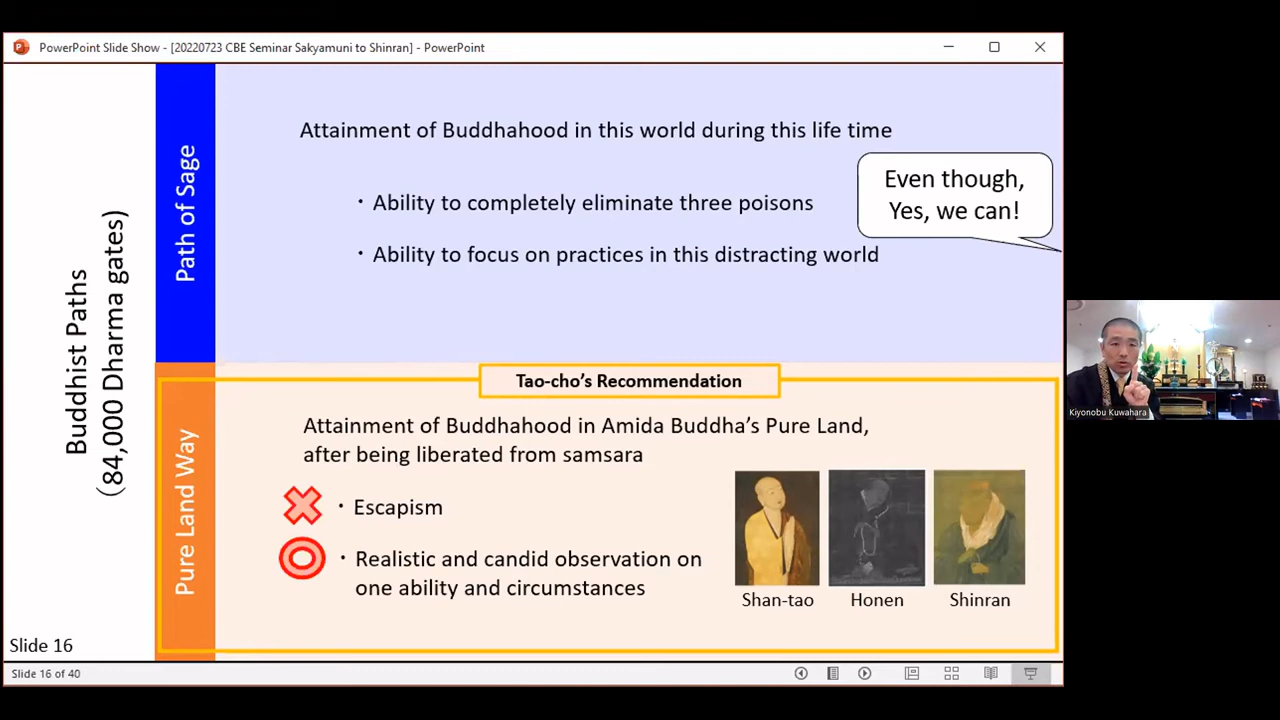 PowerPoint Slide Show - [20220723 CBE Seminar Sakyamuni to Shinran] - PowerPoint
Buddhist Paths
(84,000 Dharma gates)
Path of Sage
Attainment of Buddhahood in this world during this life time
・Ability to completely eliminate three poisons
・Ability to focus on practices in this distracting world
Even though,
Yes, we can!
Pure Land Way
Tao-cho's Recommendation
Attainment of Buddhahood in Amida Buddha's Pure Land,
after being liberated from samsara
・Escapism
・Realistic and candid observation on
one ability and circumstances
Shan-tao
Honen
Shinran
Slide 16
Slide 16 of 40
Kiyonobu Kuwahara